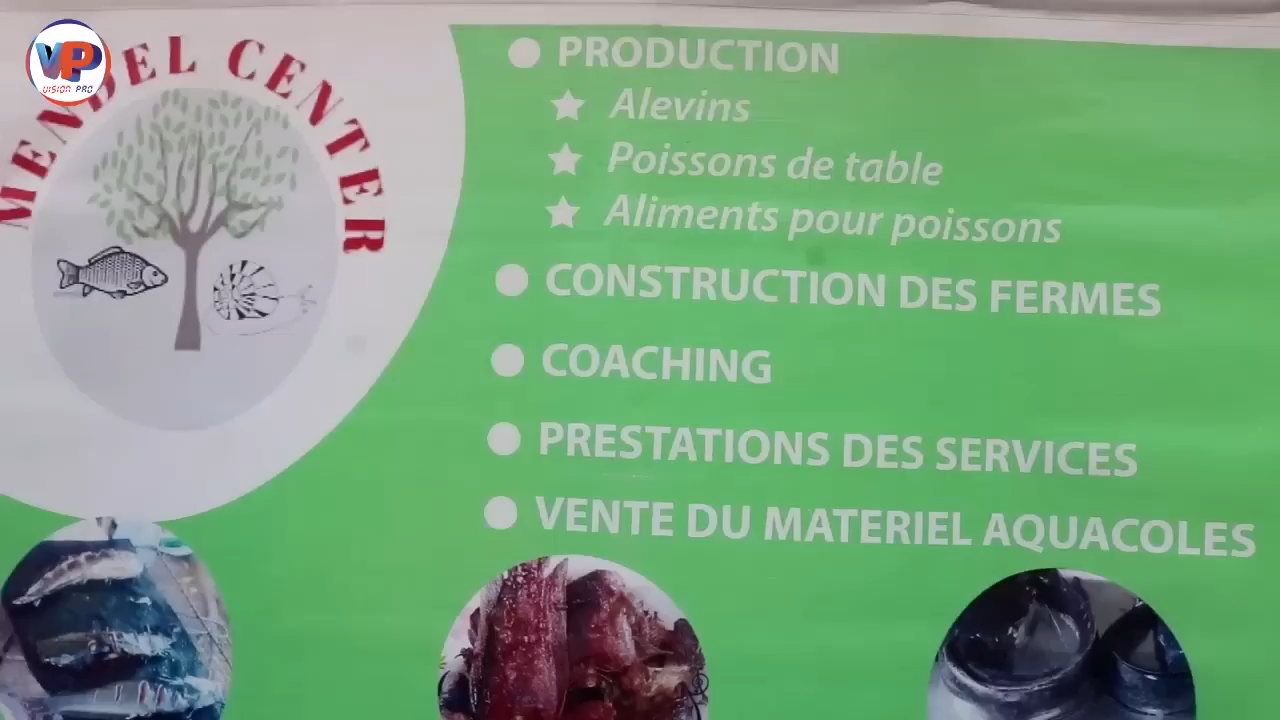 VP
VISION PRO
MENDEL CENTER
PRODUCTION
Alevins
Poissons de table
Aliments pour poissons
CONSTRUCTION DES FERMES
COACHING
PRESTATIONS DES SERVICES
VENTE DU MATERIEL AQUACOLES